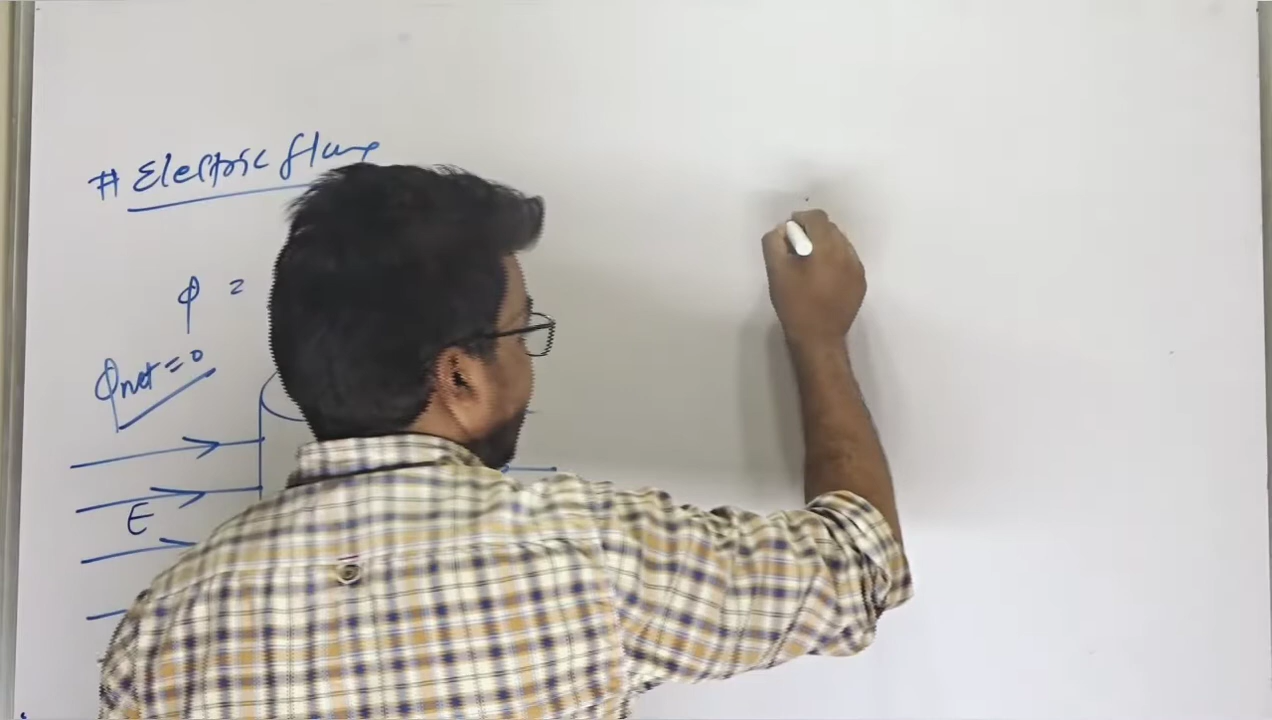 # Electric flux
φ =
φnet = 0
E